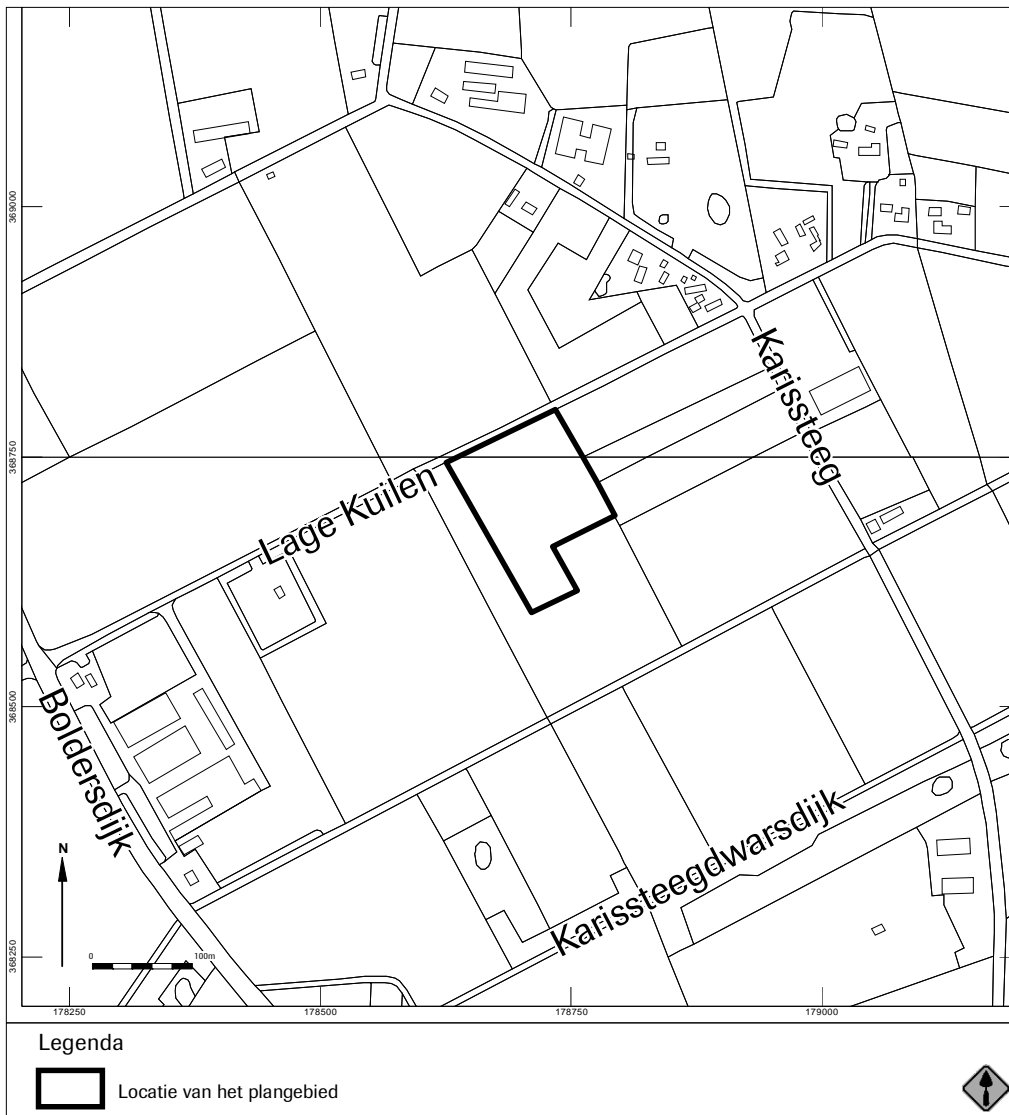 369000
Karissteeg
368750
Lage Kuilen
368500
Boldersdijk
Karissteegdwarsdijk
N
0 100m
368250
178250 178500 178750 179000
Legenda
Locatie van het plangebied